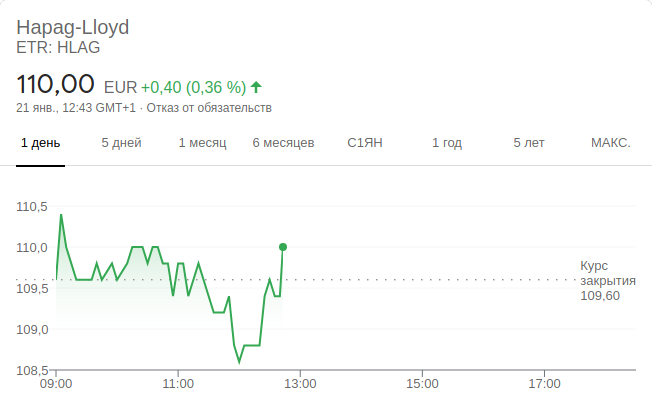 Hapag-Lloyd
ETR: HLAG
110,00 EUR +0,40 (0,36 %)
21 янв., 12:43 GMT+1 · Отказ от обязательств
1 день 5 дней 1 месяц 6 месяцев С1ЯН 1 год 5 лет МАКС.
110,5
110,0
Курс
закрытия
109,60
109,5
109,0
108,5
09:00 11:00 13:00 15:00 17:00